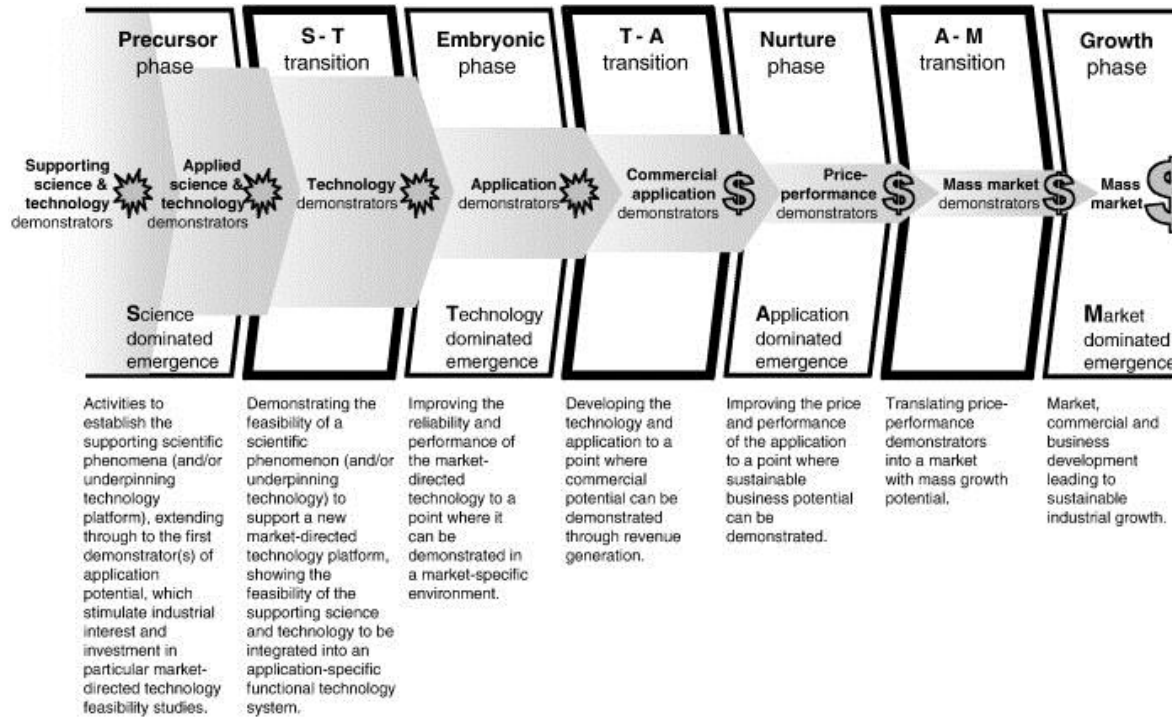 Precursor
phase
S - T
transition
Embryonic
phase
T - A
transition
Nurture
phase
A - M
transition
Growth
phase
Supporting
science &
technology
demonstrators
Applied
science &
technology
demonstrators
Technology
demonstrators
Application
demonstrators
Commercial
application
demonstrators
$
Price-
performance
demonstrators
$
Mass market
demonstrators
$
Mass
market
$
Science
dominated
emergence
Technology
dominated
emergence
Application
dominated
emergence
Market
dominated
emergence
Activities to
establish the
supporting scientific
phenomena (and/or
underpinning
technology
platform), extending
through to the first
demonstrator(s) of
application
potential, which
stimulate industrial
interest and
investment in
particular market-
directed technology
feasibility studies.
Demonstrating the
feasibility of a
scientific
phenomenon (and/or
underpinning
technology) to
support a new
market-directed
technology platform,
showing the
feasibility of the
supporting science
and technology to be
integrated into an
application-specific
functional technology
system.
Improving the
reliability and
performance of
the market-
directed
technology to a
point where it
can be
demonstrated in
a market-specific
environment.
Developing the
technology and
application to a
point where
commercial
potential can be
demonstrated
through revenue
generation.
Improving the price
and performance
of the application
to a point where
sustainable
business potential
can be
demonstrated.
Translating price-
performance
demonstrators
into a market
with mass growth
potential.
Market,
commercial and
business
development
leading to
sustainable
industrial growth.